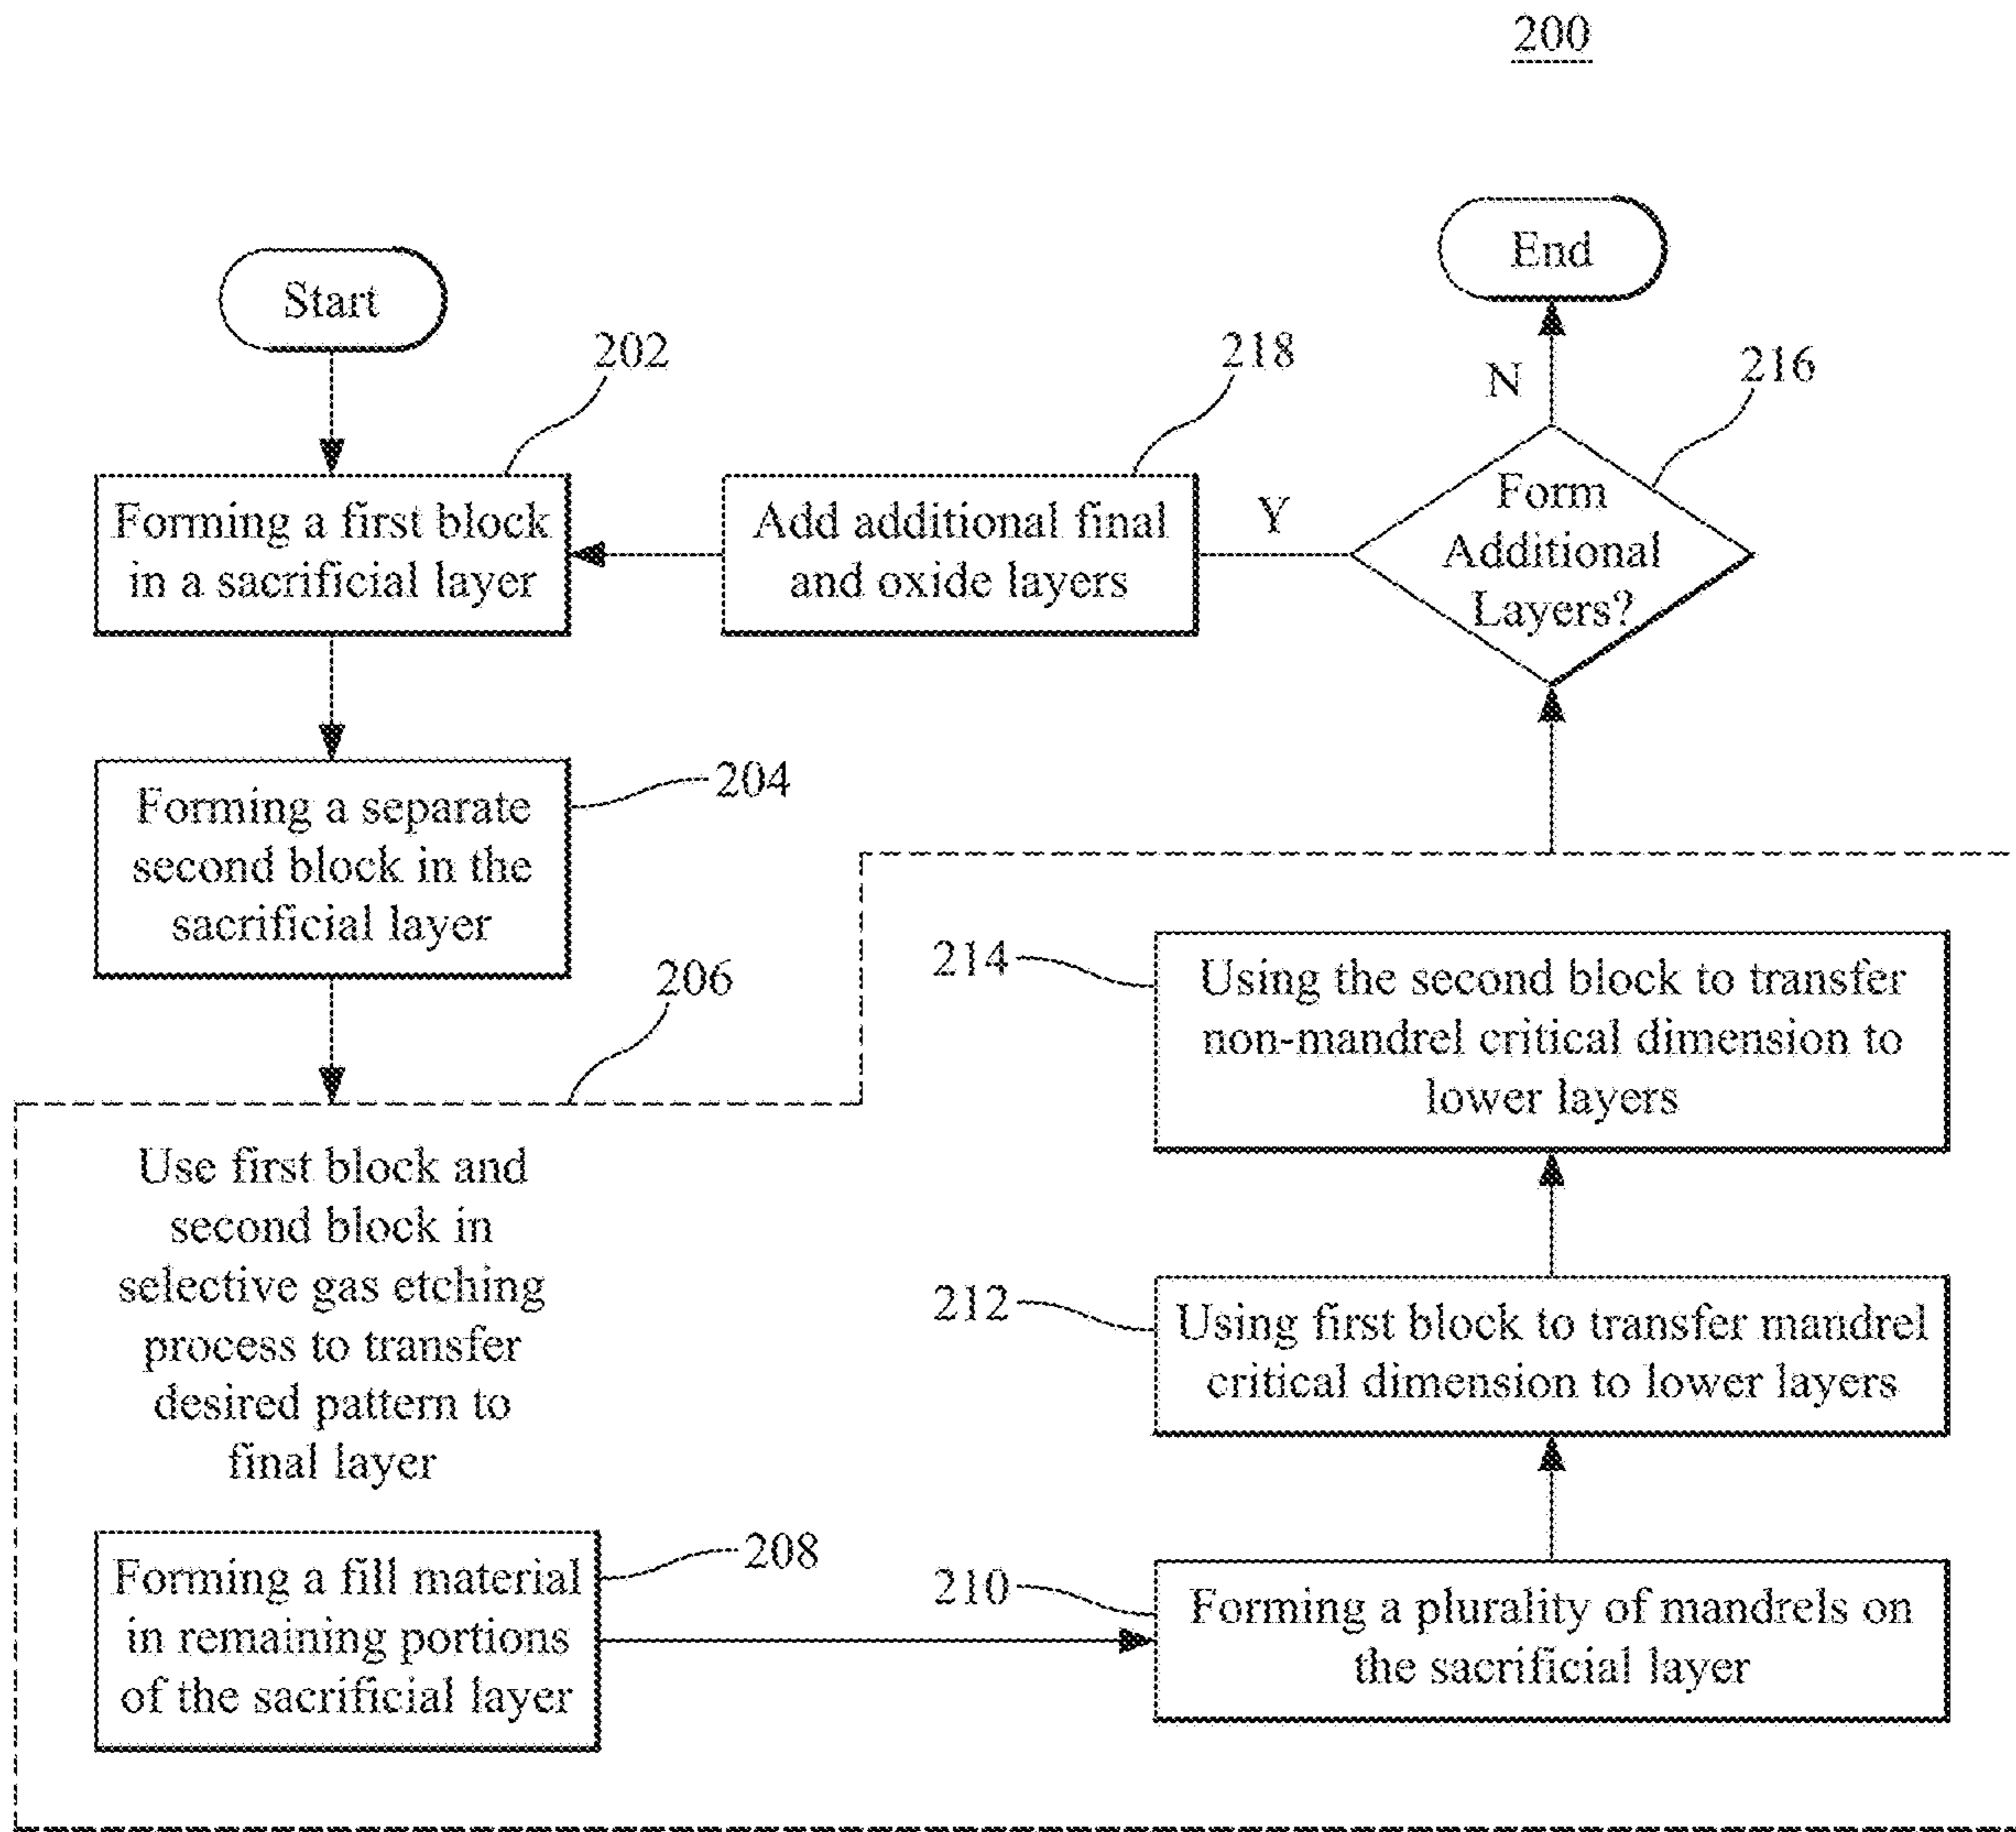 200
Start
202
Forming a first block
in a sacrificial layer
218
Add additional final
and oxide layers
Y
End
N
216
Form
Additional
Layers?
204
Forming a separate
second block in the
sacrificial layer
206
Use first block and
second block in
selective gas etching
process to transfer
desired pattern to
final layer
208
Forming a fill material
in remaining portions
of the sacrificial layer
210
Forming a plurality of mandrels on
the sacrificial layer
212
Using first block to transfer mandrel
critical dimension to lower layers
214
Using the second block to transfer
non-mandrel critical dimension to
lower layers